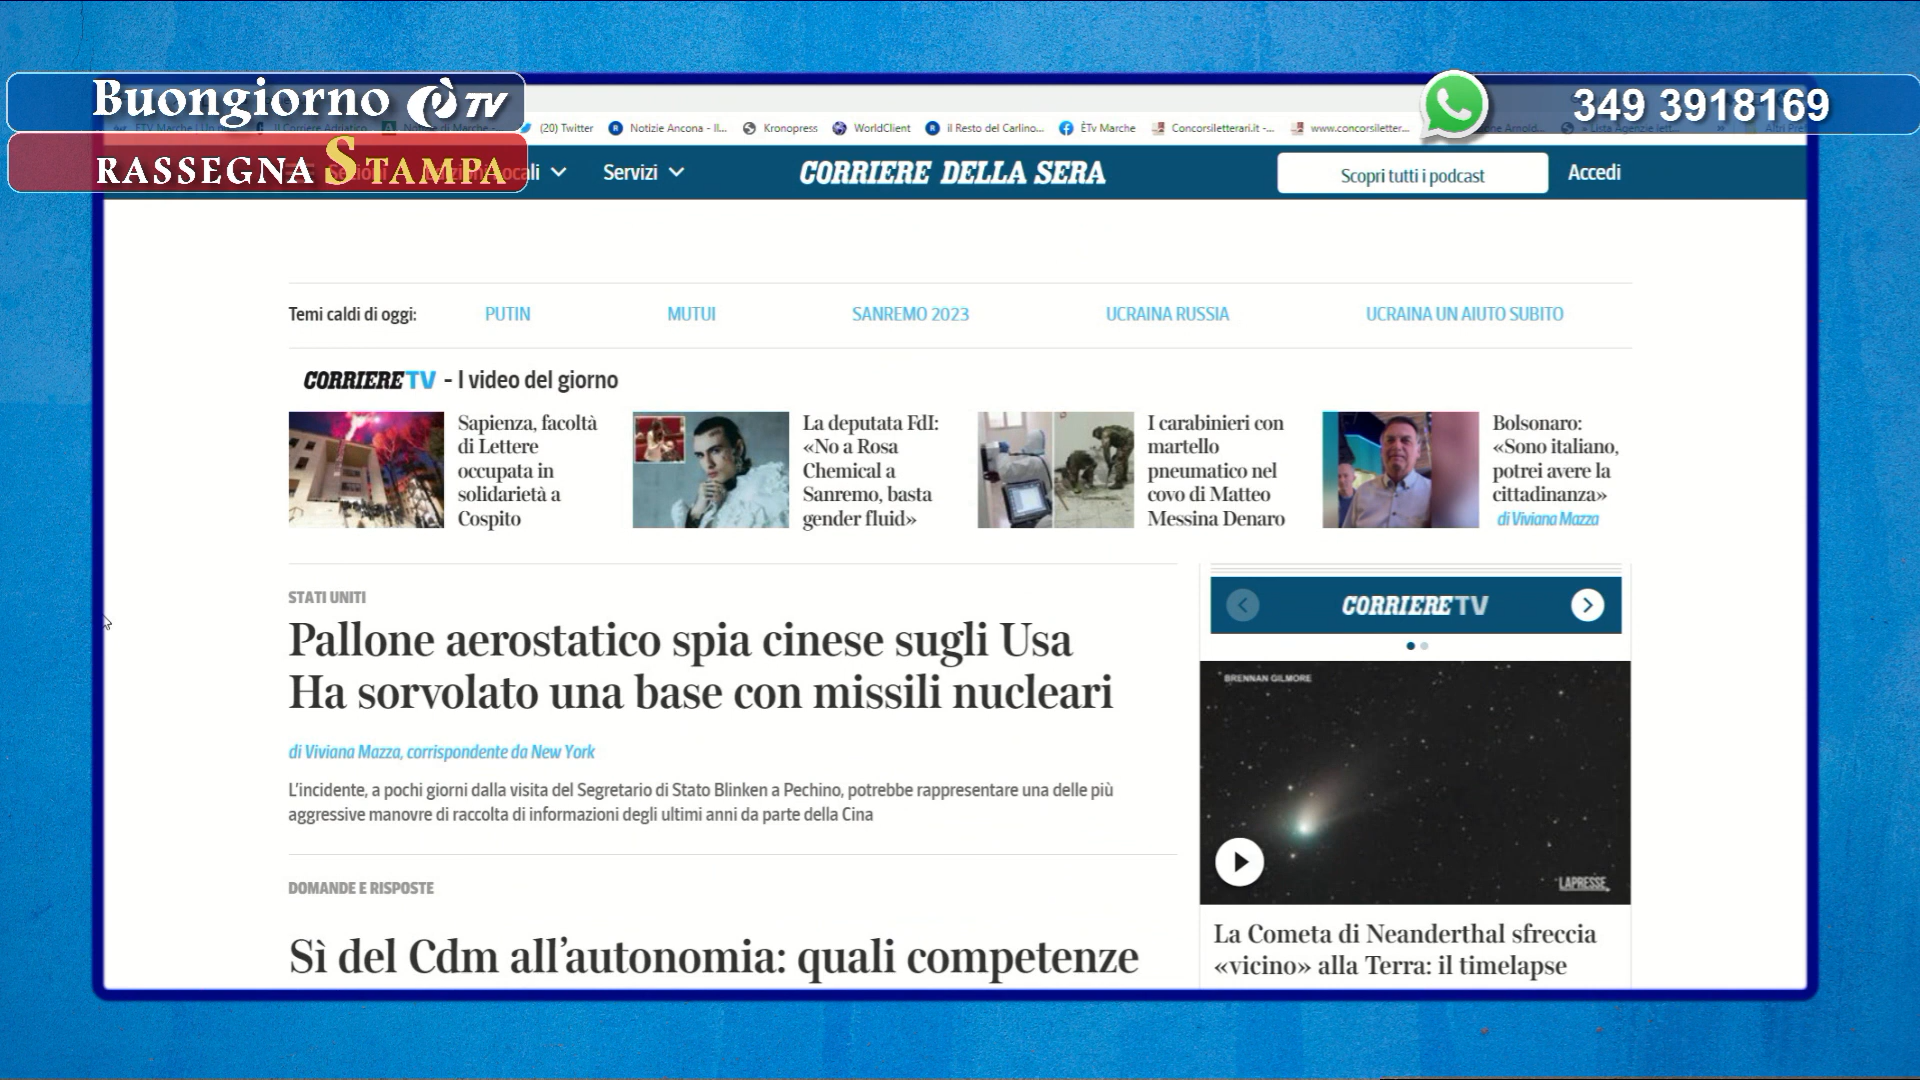 Buongiorno èTV
RASSEGNA STAMPA
349 3918169
(20) Twitter
Notizie Ancona - Il...
Kronopress
WorldClient
il Resto del Carlino...
ÈTv Marche
Concorsiletterari.it -...
www.concorsiletter...
Servizi
CORRIERE DELLA SERA
Scopri tutti i podcast
Accedi
Temi caldi di oggi:
PUTIN
MUTUI
SANREMO 2023
UCRAINA RUSSIA
UCRAINA UN AIUTO SUBITO
CORRIERE TV - I video del giorno
Sapienza, facoltà
di Lettere
occupata in
solidarietà a
Cospito
La deputata FdI:
«No a Rosa
Chemical a
Sanremo, basta
gender fluid»
I carabinieri con
martello
pneumatico nel
covo di Matteo
Messina Denaro
Bolsonaro:
«Sono italiano,
potrei avere la
cittadinanza»
di Viviana Mazza
STATI UNITI
Pallone aerostatico spia cinese sugli Usa
Ha sorvolato una base con missili nucleari
di Viviana Mazza, corrispondente da New York
L'incidente, a pochi giorni dalla visita del Segretario di Stato Blinken a Pechino, potrebbe rappresentare una delle più
aggressive manovre di raccolta di informazioni degli ultimi anni da parte della Cina
DOMANDE E RISPOSTE
Sì del Cdm all'autonomia: quali competenze
CORRIERE TV
BRENNAN GILMORE
LAPRESSE
La Cometa di Neanderthal sfreccia
«vicino» alla Terra: il timelapse